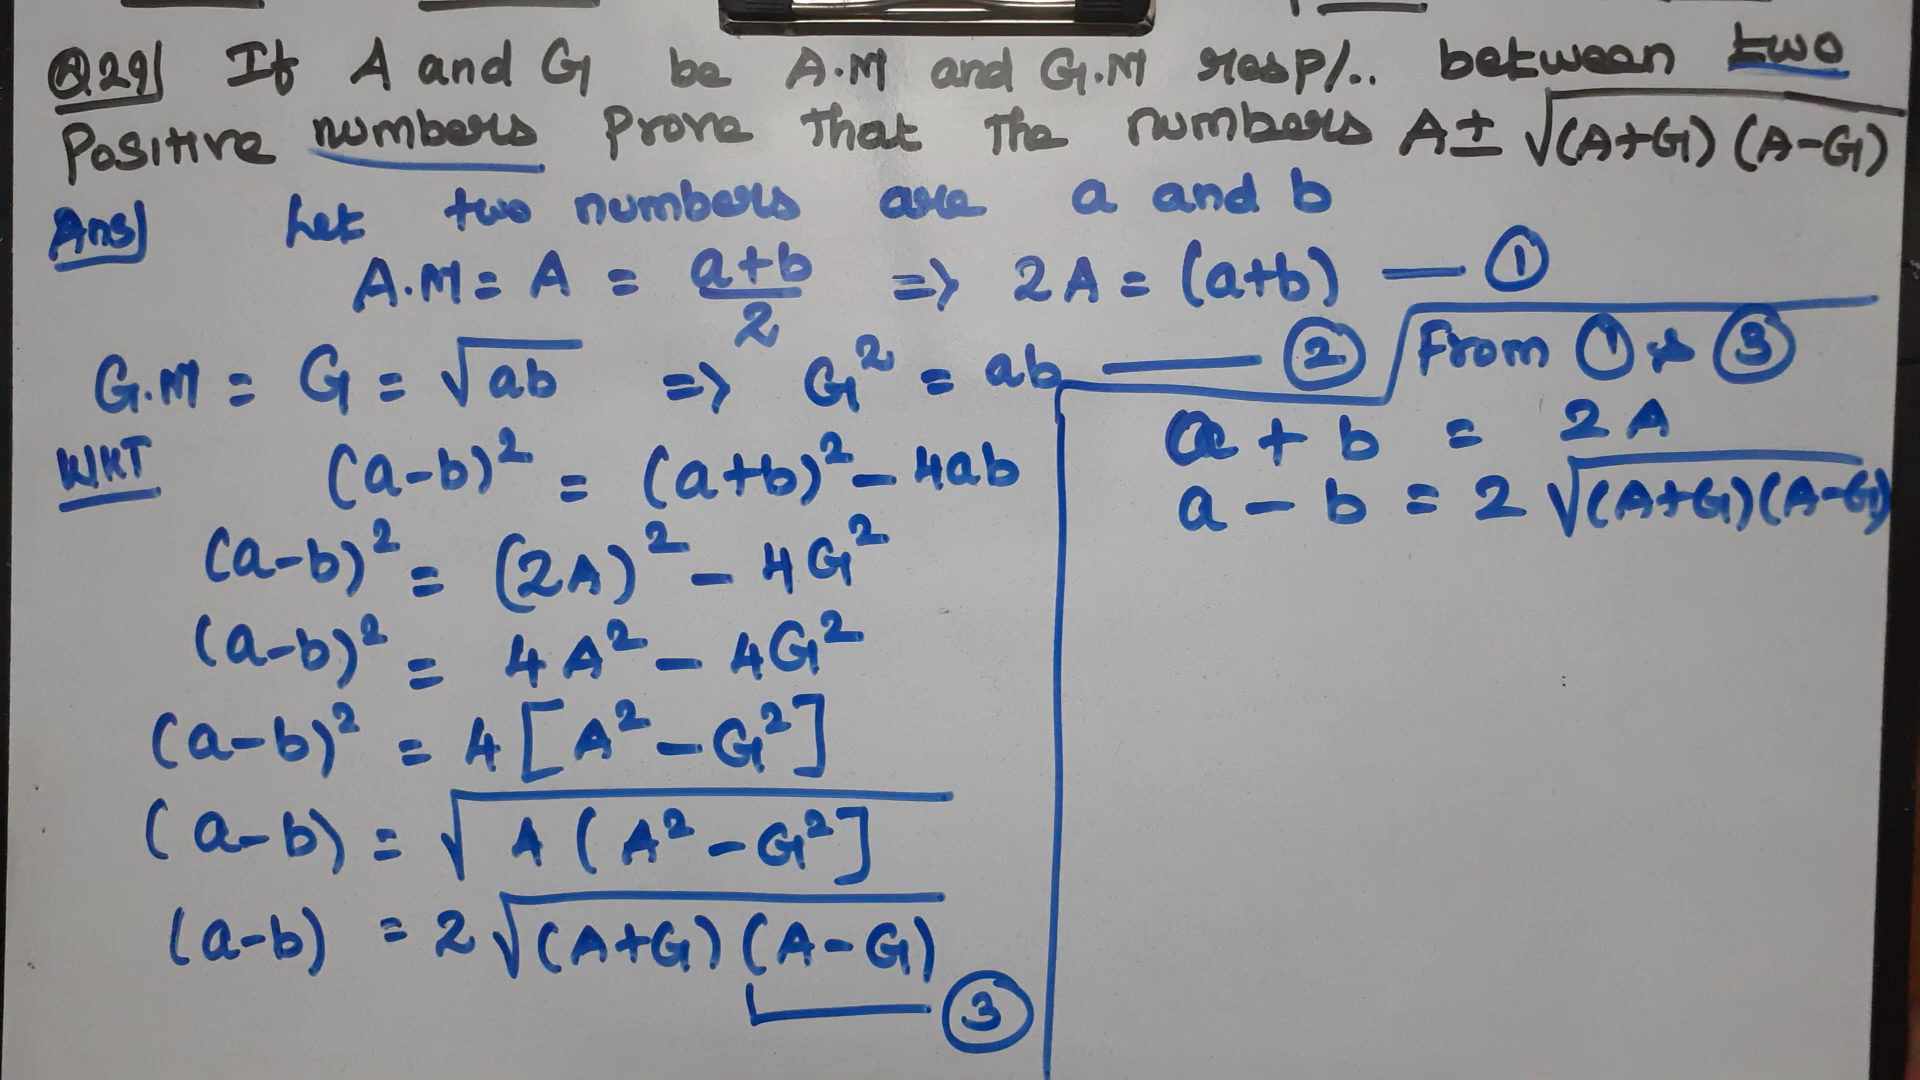 Q29) If A and G be A.M and G.M resp/.. between two
Positive numbers Prove that the numbers A ± √(A+G)(A-G)
Ans) Let two numbers are a and b
A.M = A = a+b/2 => 2A = (a+b) — ①
G.M = G = √ab => G² = ab — ②
WKT (a-b)² = (a+b)² - 4ab
(a-b)² = (2A)² - 4G²
(a-b)² = 4A² - 4G²
(a-b)² = 4[A² - G²]
(a-b) = √4(A² - G²]
(a-b) = 2√(A+G)(A-G)
③
From ① & ③
a + b = 2A
a - b = 2√(A+G)(A-G)